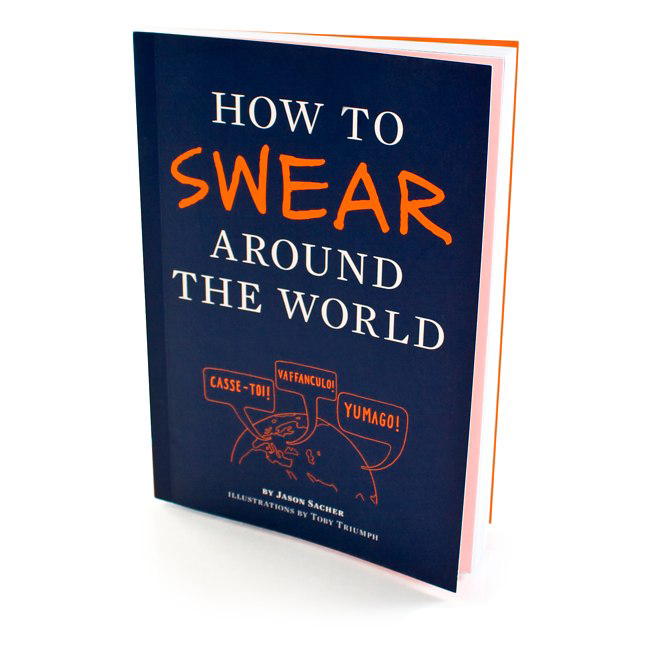 HOW TO
SWEAR
AROUND
THE WORLD
CASSE-TOI!
VAFFANCULO!
YUMAGO!
BY JASON SACHER
ILLUSTRATIONS BY TOBY TRIUMPH